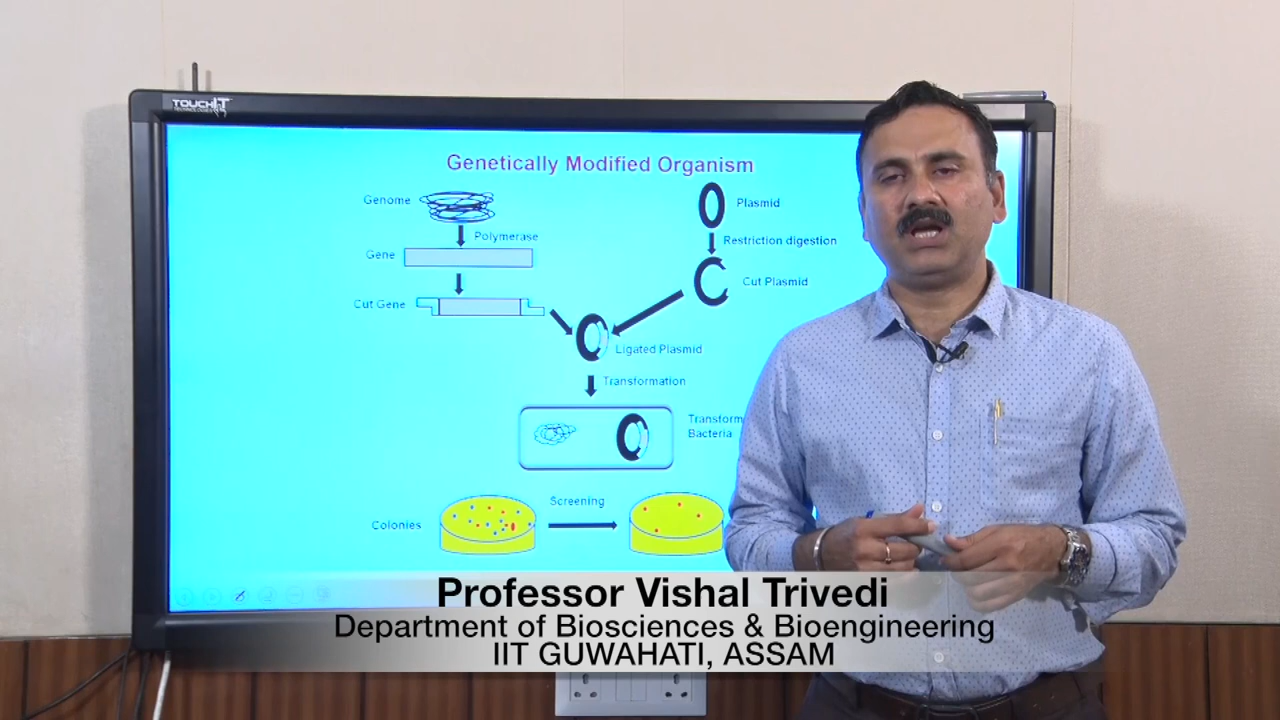 TOUCHIT
TECHNOLOGIES
Genetically Modified Organism
Genome
Plasmid
Polymerase
Restriction digestion
Gene
Cut Plasmid
Cut Gene
Ligated Plasmid
Transformation
Transform
Bacteria
Screening
Colonies
Professor Vishal Trivedi
Department of Biosciences & Bioengineering
IIT GUWAHATI, ASSAM